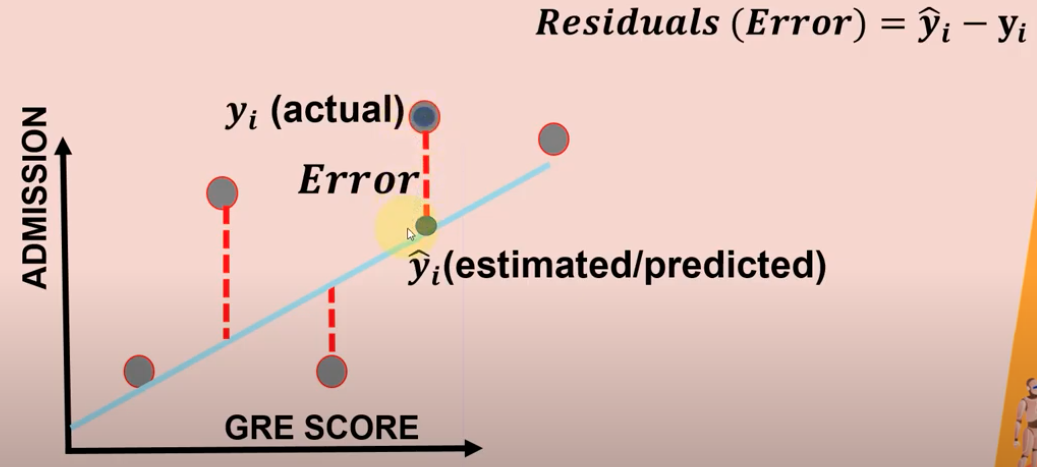 Residuals (Error) = ŷᵢ − yᵢ
yᵢ (actual)
Error
ŷᵢ(estimated/predicted)
ADMISSION
GRE SCORE